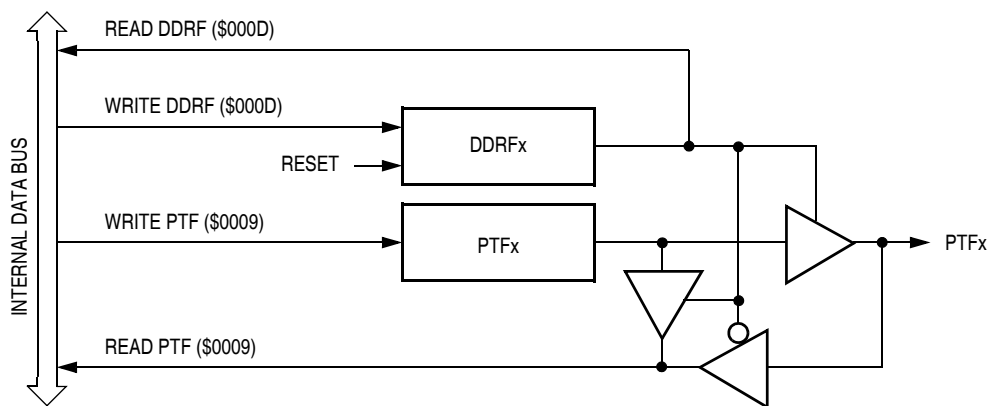 READ DDRF ($000D)
WRITE DDRF ($000D)
DDRFx
RESET
INTERNAL DATA BUS
WRITE PTF ($0009)
PTFx
PTFx
READ PTF ($0009)